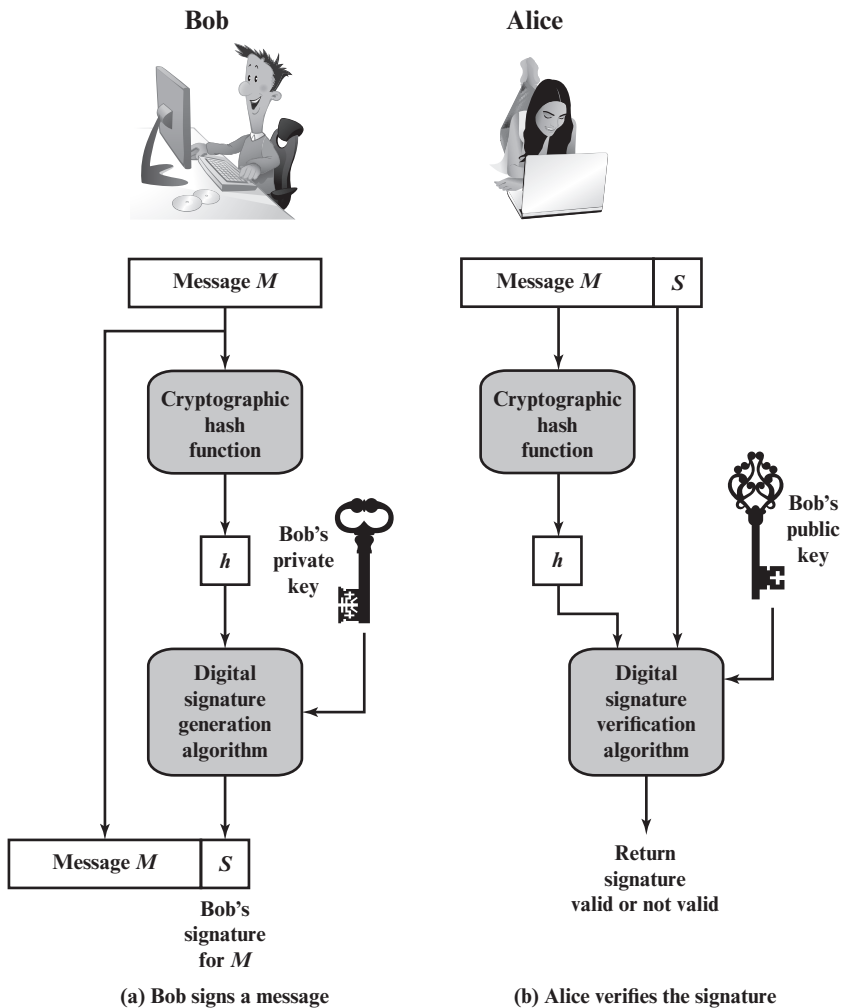 Bob
Alice
Message M
Cryptographic
hash
function
h
Bob's
private
key
Digital
signature
generation
algorithm
Message M
S
Bob's
signature
for M
(a) Bob signs a message
Message M
S
Cryptographic
hash
function
h
Bob's
public
key
Digital
signature
verification
algorithm
Return
signature
valid or not valid
(b) Alice verifies the signature